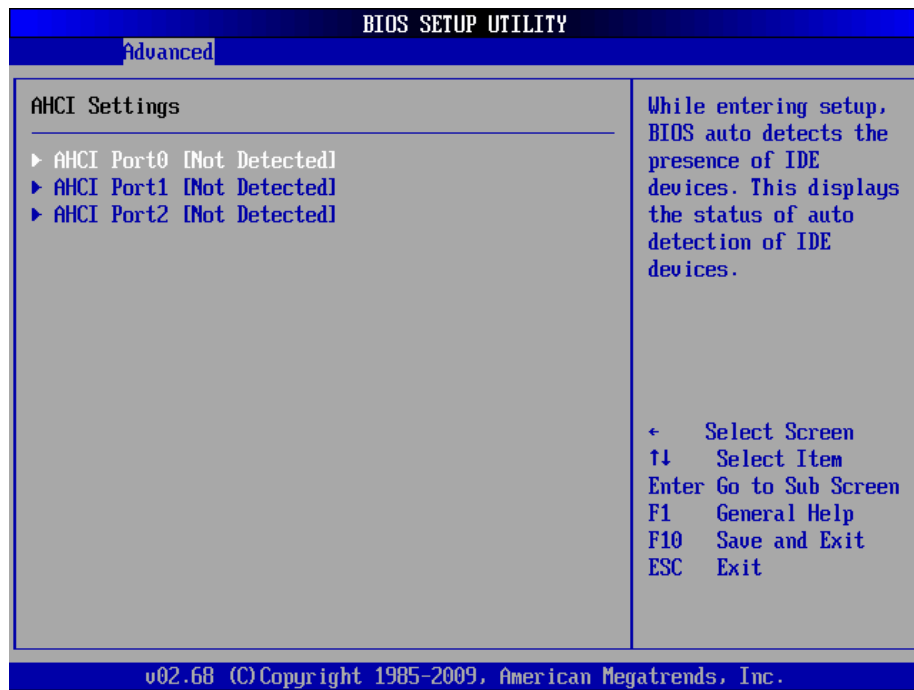 BIOS SETUP UTILITY
Advanced
AHCI Settings
▶ AHCI Port0 [Not Detected]
▶ AHCI Port1 [Not Detected]
▶ AHCI Port2 [Not Detected]
While entering setup,
BIOS auto detects the
presence of IDE
devices. This displays
the status of auto
detection of IDE
devices.
← Select Screen
↑↓ Select Item
Enter Go to Sub Screen
F1 General Help
F10 Save and Exit
ESC Exit
v02.68 (C)Copyright 1985-2009, American Megatrends, Inc.